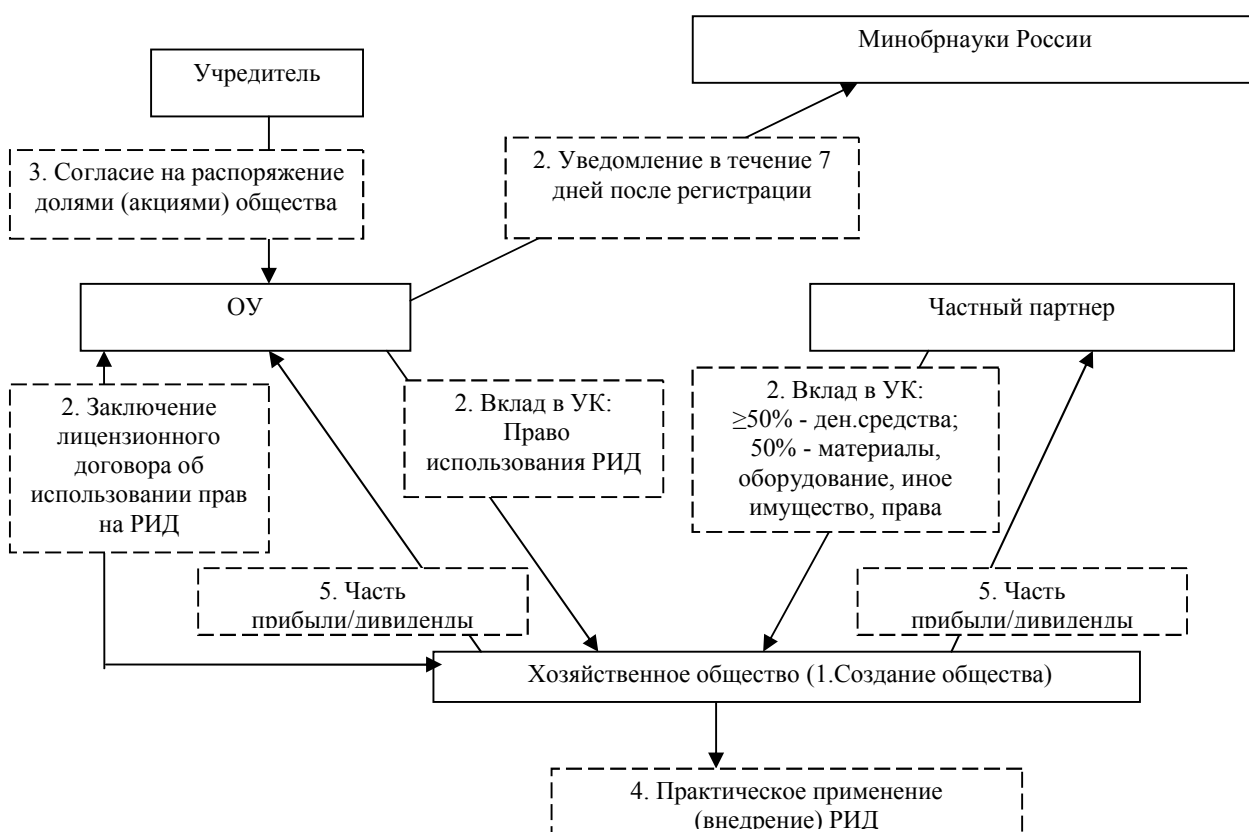 Минобрнауки России
Учредитель
3. Согласие на распоряжение
долями (акциями) общества
2. Уведомление в течение 7
дней после регистрации
ОУ
Частный партнер
2. Заключение
лицензионного
договора об
использовании прав
на РИД
2. Вклад в УК:
Право
использования РИД
2. Вклад в УК:
≥50% - ден.средства;
50% - материалы,
оборудование, иное
имущество, права
5. Часть
прибыли/дивиденды
5. Часть
прибыли/дивиденды
Хозяйственное общество (1.Создание общества)
4. Практическое применение
(внедрение) РИД